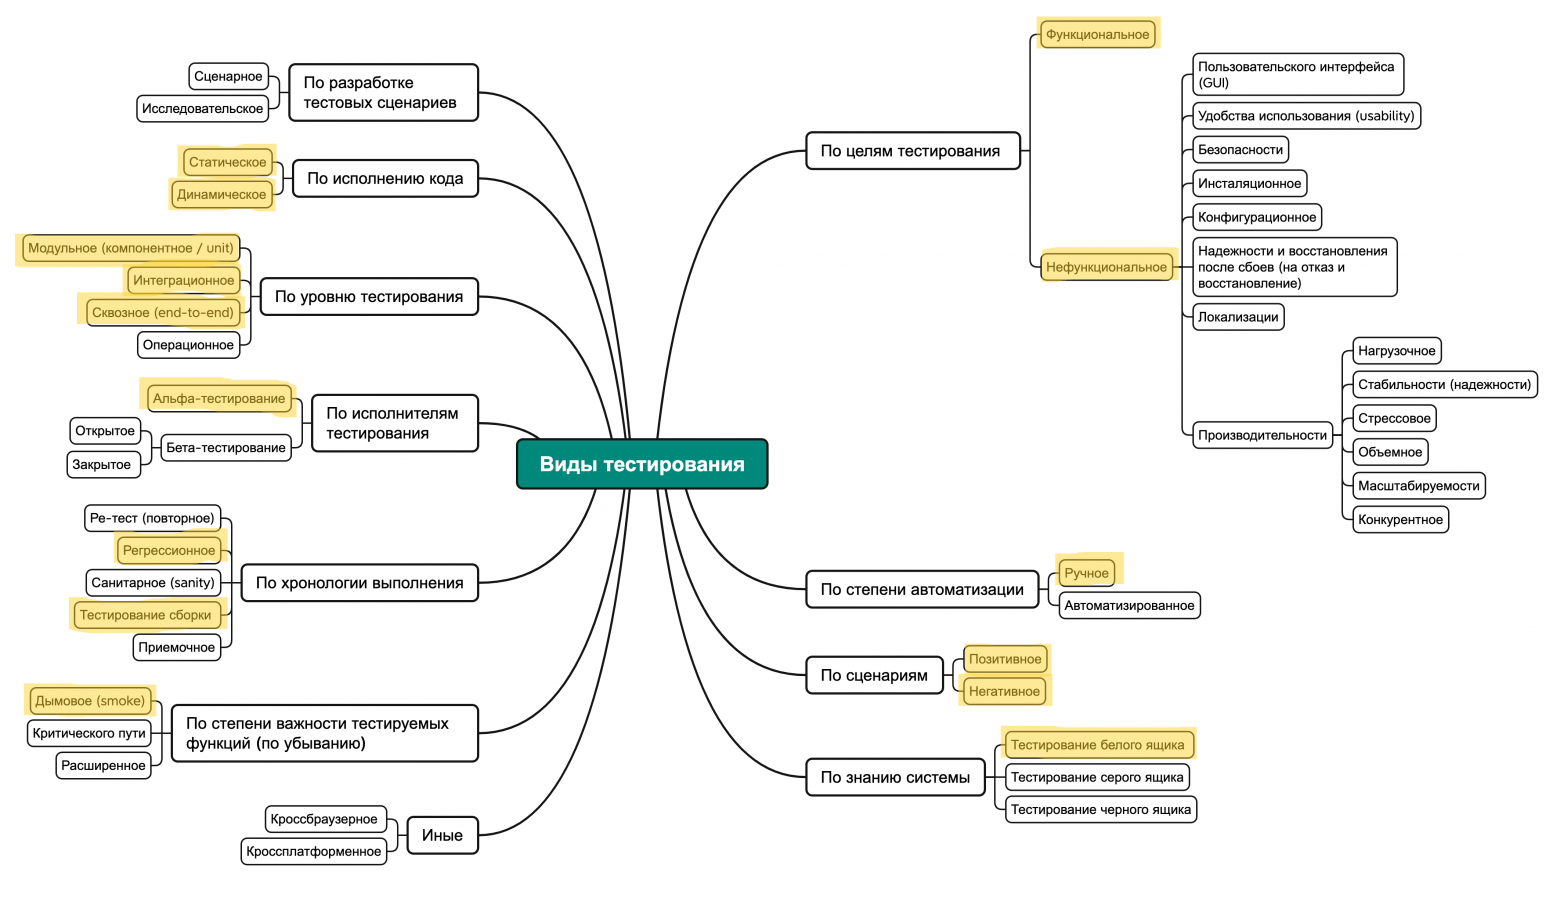 Виды тестирования
По разработке
тестовых сценариев
Сценарное
Исследовательское
По исполнению кода
Статическое
Динамическое
По уровню тестирования
Модульное (компонентное / unit)
Интеграционное
Сквозное (end-to-end)
Операционное
По исполнителям
тестирования
Альфа-тестирование
Бета-тестирование
Открытое
Закрытое
По хронологии выполнения
Ре-тест (повторное)
Регрессионное
Санитарное (sanity)
Тестирование сборки
Приемочное
По степени важности тестируемых
функций (по убыванию)
Дымовое (smoke)
Критического пути
Расширенное
Иные
Кроссбраузерное
Кроссплатформенное
По целям тестирования
Функциональное
Нефункциональное
Пользовательского интерфейса
(GUI)
Удобства использования (usability)
Безопасности
Инсталяционное
Конфигурационное
Надежности и восстановления
после сбоев (на отказ и
восстановление)
Локализации
Производительности
Нагрузочное
Стабильности (надежности)
Стрессовое
Объемное
Масштабируемости
Конкурентное
По степени автоматизации
Ручное
Автоматизированное
По сценариям
Позитивное
Негативное
По знанию системы
Тестирование белого ящика
Тестирование серого ящика
Тестирование черного ящика